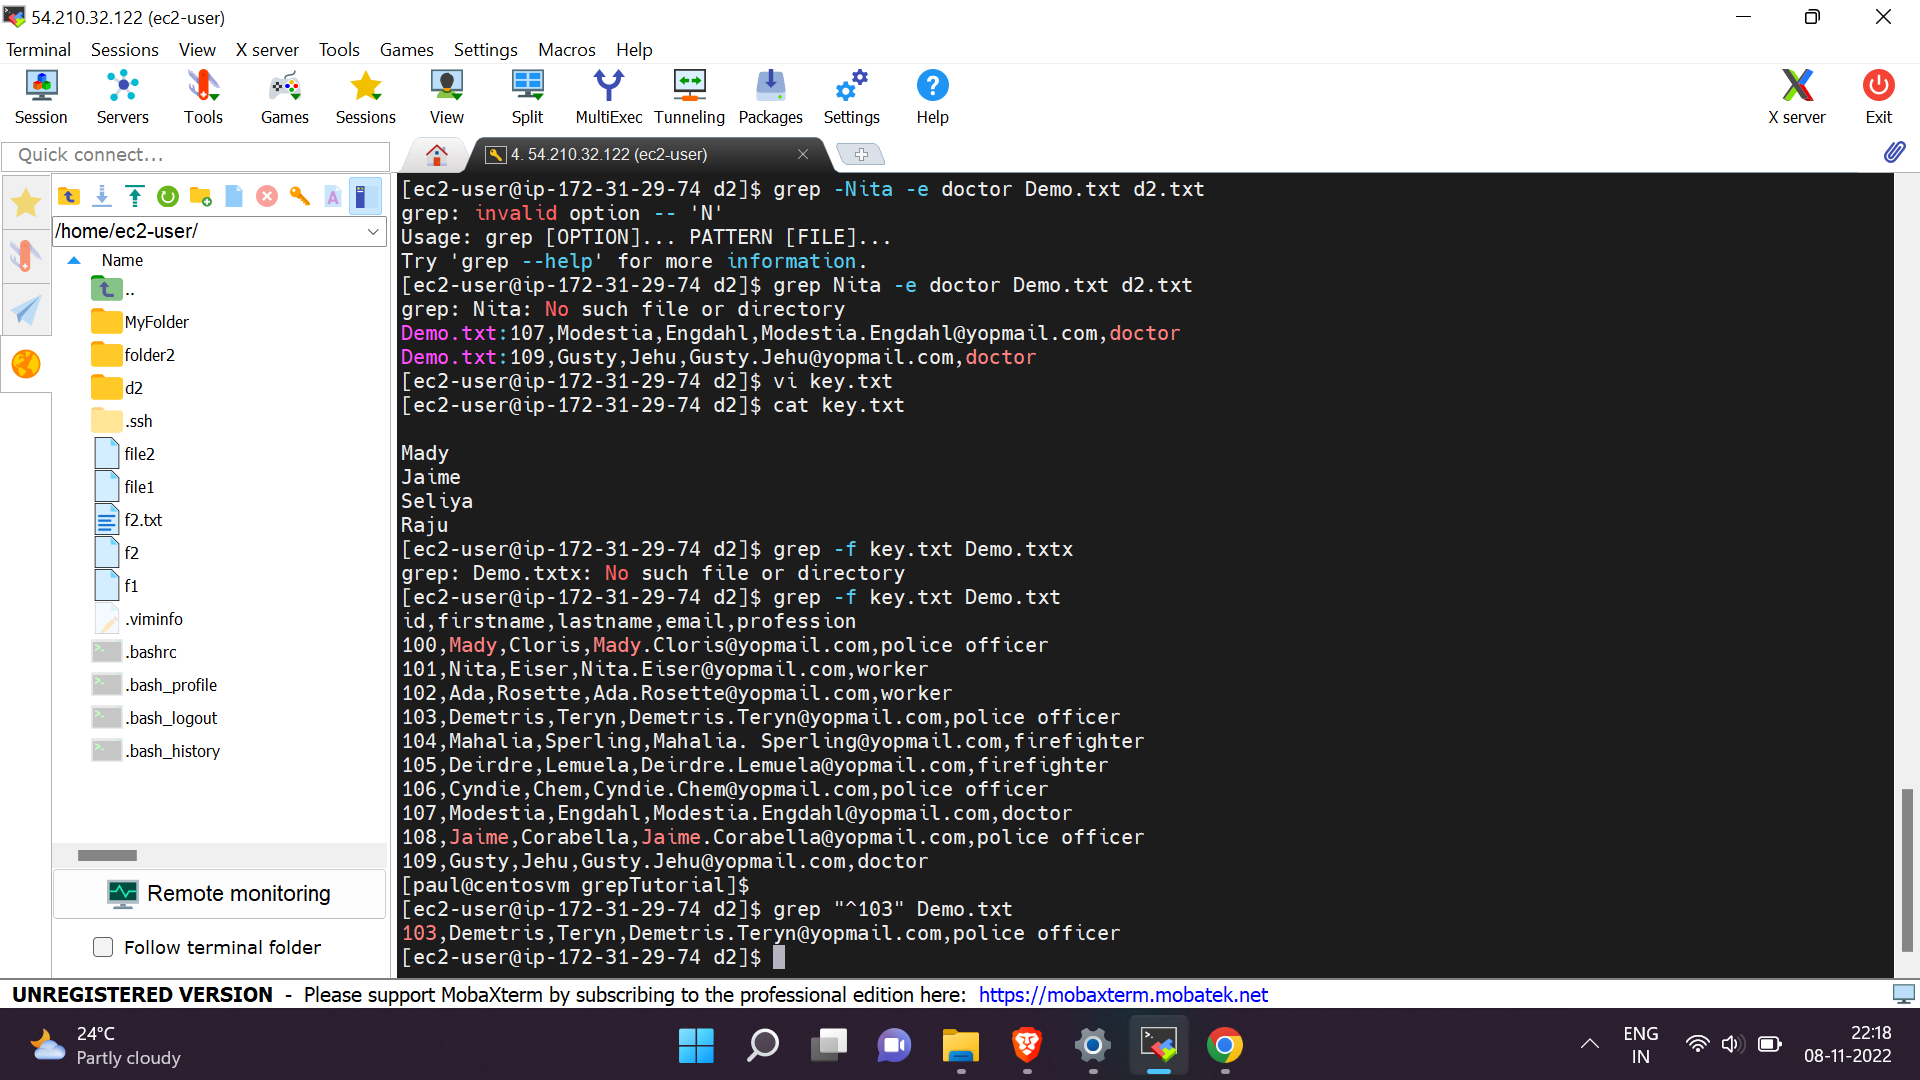 54.210.32.122 (ec2-user)
Terminal Sessions View X server Tools Games Settings Macros Help
Session Servers Tools Games Sessions View Split MultiExec Tunneling Packages Settings Help X server Exit
Quick connect...
4. 54.210.32.122 (ec2-user)
/home/ec2-user/
Name
..
MyFolder
folder2
d2
.ssh
file2
file1
f2.txt
f2
f1
.viminfo
.bashrc
.bash_profile
.bash_logout
.bash_history
Remote monitoring
Follow terminal folder
[ec2-user@ip-172-31-29-74 d2]$ grep -Nita -e doctor Demo.txt d2.txt
grep: invalid option -- 'N'
Usage: grep [OPTION]... PATTERN [FILE]...
Try 'grep --help' for more information.
[ec2-user@ip-172-31-29-74 d2]$ grep Nita -e doctor Demo.txt d2.txt
grep: Nita: No such file or directory
Demo.txt:107,Modestia,Engdahl,Modestia.Engdahl@yopmail.com,doctor
Demo.txt:109,Gusty,Jehu,Gusty.Jehu@yopmail.com,doctor
[ec2-user@ip-172-31-29-74 d2]$ vi key.txt
[ec2-user@ip-172-31-29-74 d2]$ cat key.txt
Mady
Jaime
Seliya
Raju
[ec2-user@ip-172-31-29-74 d2]$ grep -f key.txt Demo.txtx
grep: Demo.txtx: No such file or directory
[ec2-user@ip-172-31-29-74 d2]$ grep -f key.txt Demo.txt
id,firstname,lastname,email,profession
100,Mady,Cloris,Mady.Cloris@yopmail.com,police officer
101,Nita,Eiser,Nita.Eiser@yopmail.com,worker
102,Ada,Rosette,Ada.Rosette@yopmail.com,worker
103,Demetris,Teryn,Demetris.Teryn@yopmail.com,police officer
104,Mahalia,Sperling,Mahalia. Sperling@yopmail.com,firefighter
105,Deirdre,Lemuela,Deirdre.Lemuela@yopmail.com,firefighter
106,Cyndie,Chem,Cyndie.Chem@yopmail.com,police officer
107,Modestia,Engdahl,Modestia.Engdahl@yopmail.com,doctor
108,Jaime,Corabella,Jaime.Corabella@yopmail.com,police officer
109,Gusty,Jehu,Gusty.Jehu@yopmail.com,doctor
[paul@centosvm grepTutorial]$
[ec2-user@ip-172-31-29-74 d2]$ grep "^103" Demo.txt
103,Demetris,Teryn,Demetris.Teryn@yopmail.com,police officer
[ec2-user@ip-172-31-29-74 d2]$
UNREGISTERED VERSION - Please support MobaXterm by subscribing to the professional edition here: https://mobaxterm.mobatek.net
24°C
Partly cloudy
ENG
IN
22:18
08-11-2022